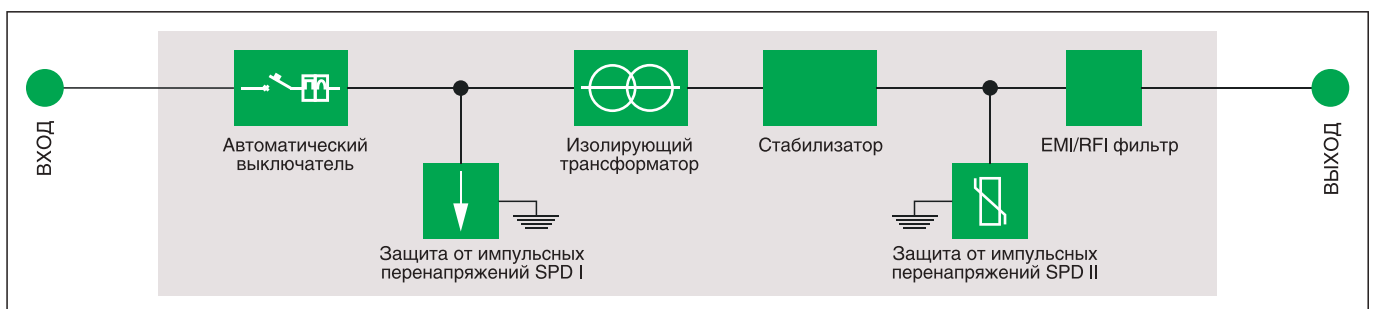 ВХОД
Автоматический
выключатель
Изолирующий
трансформатор
Стабилизатор
EMI/RFI фильтр
ВЫХОД
Защита от импульсных
перенапряжений SPD I
Защита от импульсных
перенапряжений SPD II